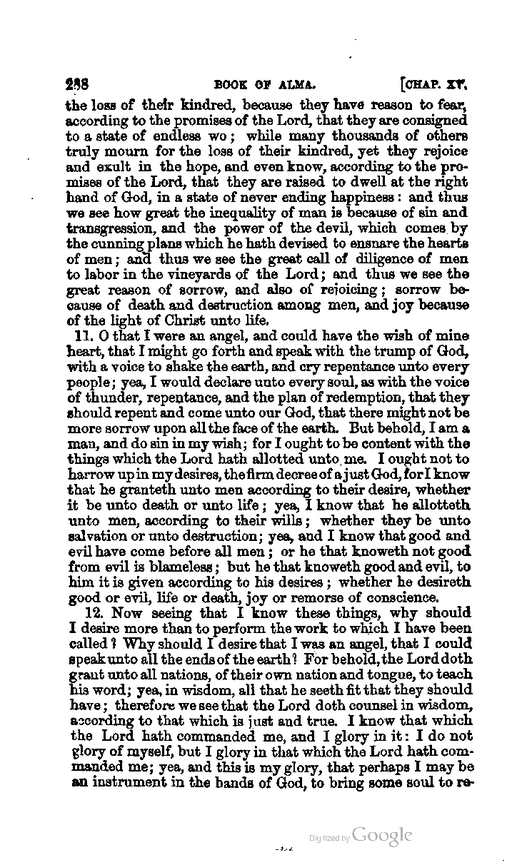 238 BOOK OF ALMA. [CHAP. XV.
the loss of their kindred, because they have reason to fear,
according to the promises of the Lord, that they are consigned
to a state of endless wo; while many thousands of others
truly mourn for the loss of their kindred, yet they rejoice
and exult in the hope, and even know, according to the pro-
mises of the Lord, that they are raised to dwell at the right
hand of God, in a state of never ending happiness: and thus
we see how great the inequality of man is because of sin and
transgression, and the power of the devil, which comes by
the cunning plans which he hath devised to ensnare the hearts
of men; and thus we see the great call of diligence of men
to labor in the vineyards of the Lord; and thus we see the
great reason of sorrow, and also of rejoicing; sorrow be-
cause of death and destruction among men, and joy because
of the light of Christ unto life.
11. O that I were an angel, and could have the wish of mine
heart, that I might go forth and speak with the trump of God,
with a voice to shake the earth, and cry repentance unto every
people; yea, I would declare unto every soul, as with the voice
of thunder, repentance, and the plan of redemption, that they
should repent and come unto our God, that there might not be
more sorrow upon all the face of the earth. But behold, I am a
man, and do sin in my wish; for I ought to be content with the
things which the Lord hath allotted unto me. I ought not to
harrow up in my desires, the firm decree of a just God, for I know
that he granteth unto men according to their desire, whether
it be unto death or unto life; yea, I know that he allotteth
unto men, according to their wills; whether they be unto
salvation or unto destruction; yea, and I know that good and
evil have come before all men; or he that knoweth not good
from evil is blameless; but he that knoweth good and evil, to
him it is given according to his desires; whether he desireth
good or evil, life or death, joy or remorse of conscience.
12. Now seeing that I know these things, why should
I desire more than to perform the work to which I have been
called? Why should I desire that I was an angel, that I could
speak unto all the ends of the earth? For behold, the Lord doth
grant unto all nations, of their own nation and tongue, to teach
his word; yea, in wisdom, all that he seeth fit that they should
have; therefore we see that the Lord doth counsel in wisdom,
according to that which is just and true. I know that which
the Lord hath commanded me, and I glory in it: I do not
glory of myself, but I glory in that which the Lord hath com-
manded me; yea, and this is my glory, that perhaps I may be
an instrument in the hands of God, to bring some soul to re-
Digitized by Google